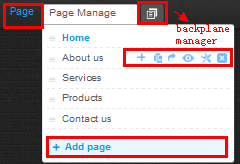 Page
Page Manage
backplane
manager
Home
About us
Services
Products
Contact us
+ Add page